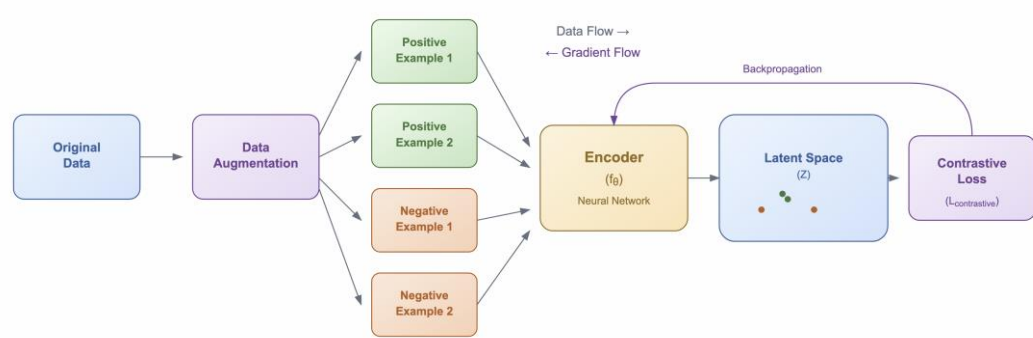 Original
Data
Data
Augmentation
Positive
Example 1
Positive
Example 2
Negative
Example 1
Negative
Example 2
Data Flow →
← Gradient Flow
Backpropagation
Encoder
(fθ)
Neural Network
Latent Space
(Z)
Contrastive
Loss
(Lcontrastive)